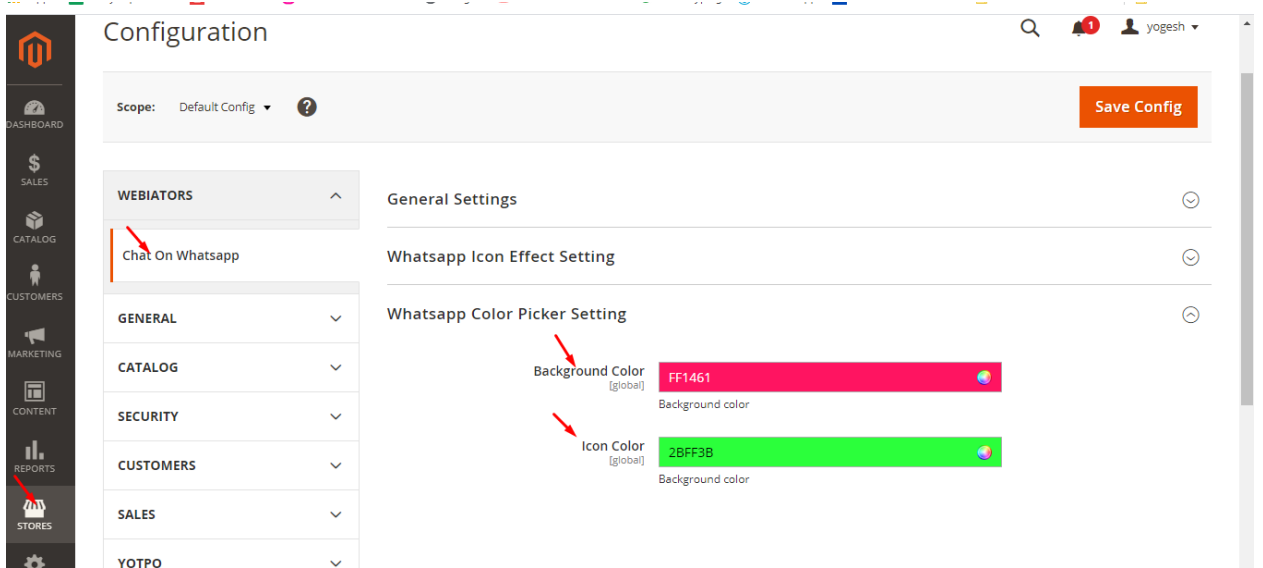 Configuration
1
yogesh
Scope: Default Config
?
Save Config
DASHBOARD
$
SALES
CATALOG
CUSTOMERS
MARKETING
CONTENT
REPORTS
STORES
WEBIATORS
Chat On Whatsapp
GENERAL
CATALOG
SECURITY
CUSTOMERS
SALES
YOTPO
General Settings
Whatsapp Icon Effect Setting
Whatsapp Color Picker Setting
Background Color
[global]
FF1461
Background color
Icon Color
[global]
2BFF3B
Background color